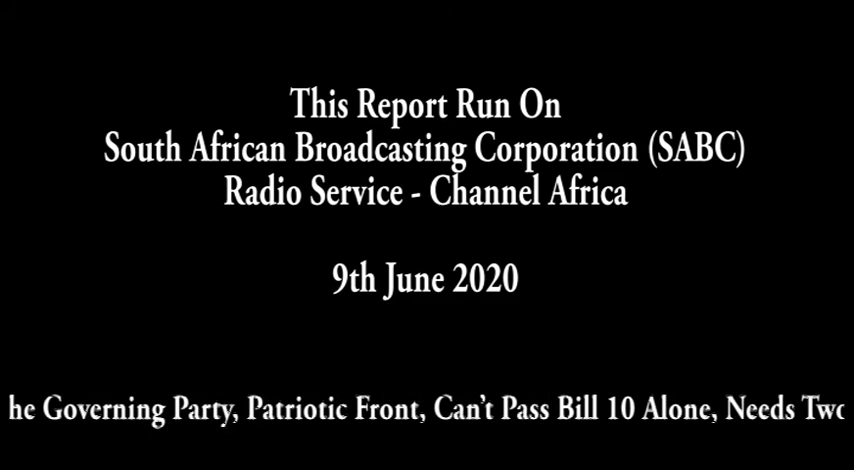 This Report Run On
South African Broadcasting Corporation (SABC)
Radio Service - Channel Africa
9th June 2020
he Governing Party, Patriotic Front, Can't Pass Bill 10 Alone, Needs Two